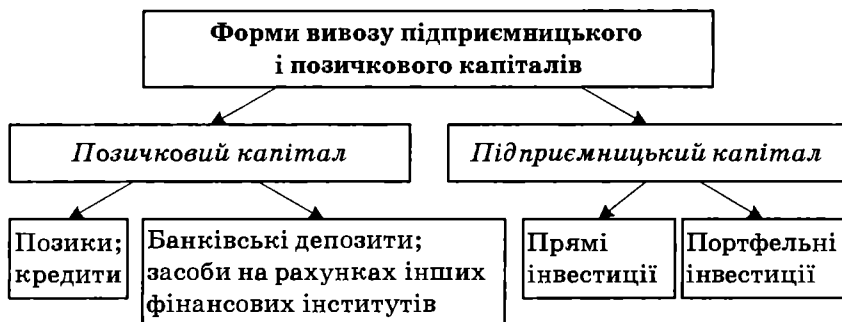 Форми вивозу підприємницького
і позичкового капіталів
Позичковий капітал
Підприємницький капітал
Позики;
кредити
Банківські депозити;
засоби на рахунках інших
фінансових інститутів
Прямі
інвестиції
Портфельні
інвестиції